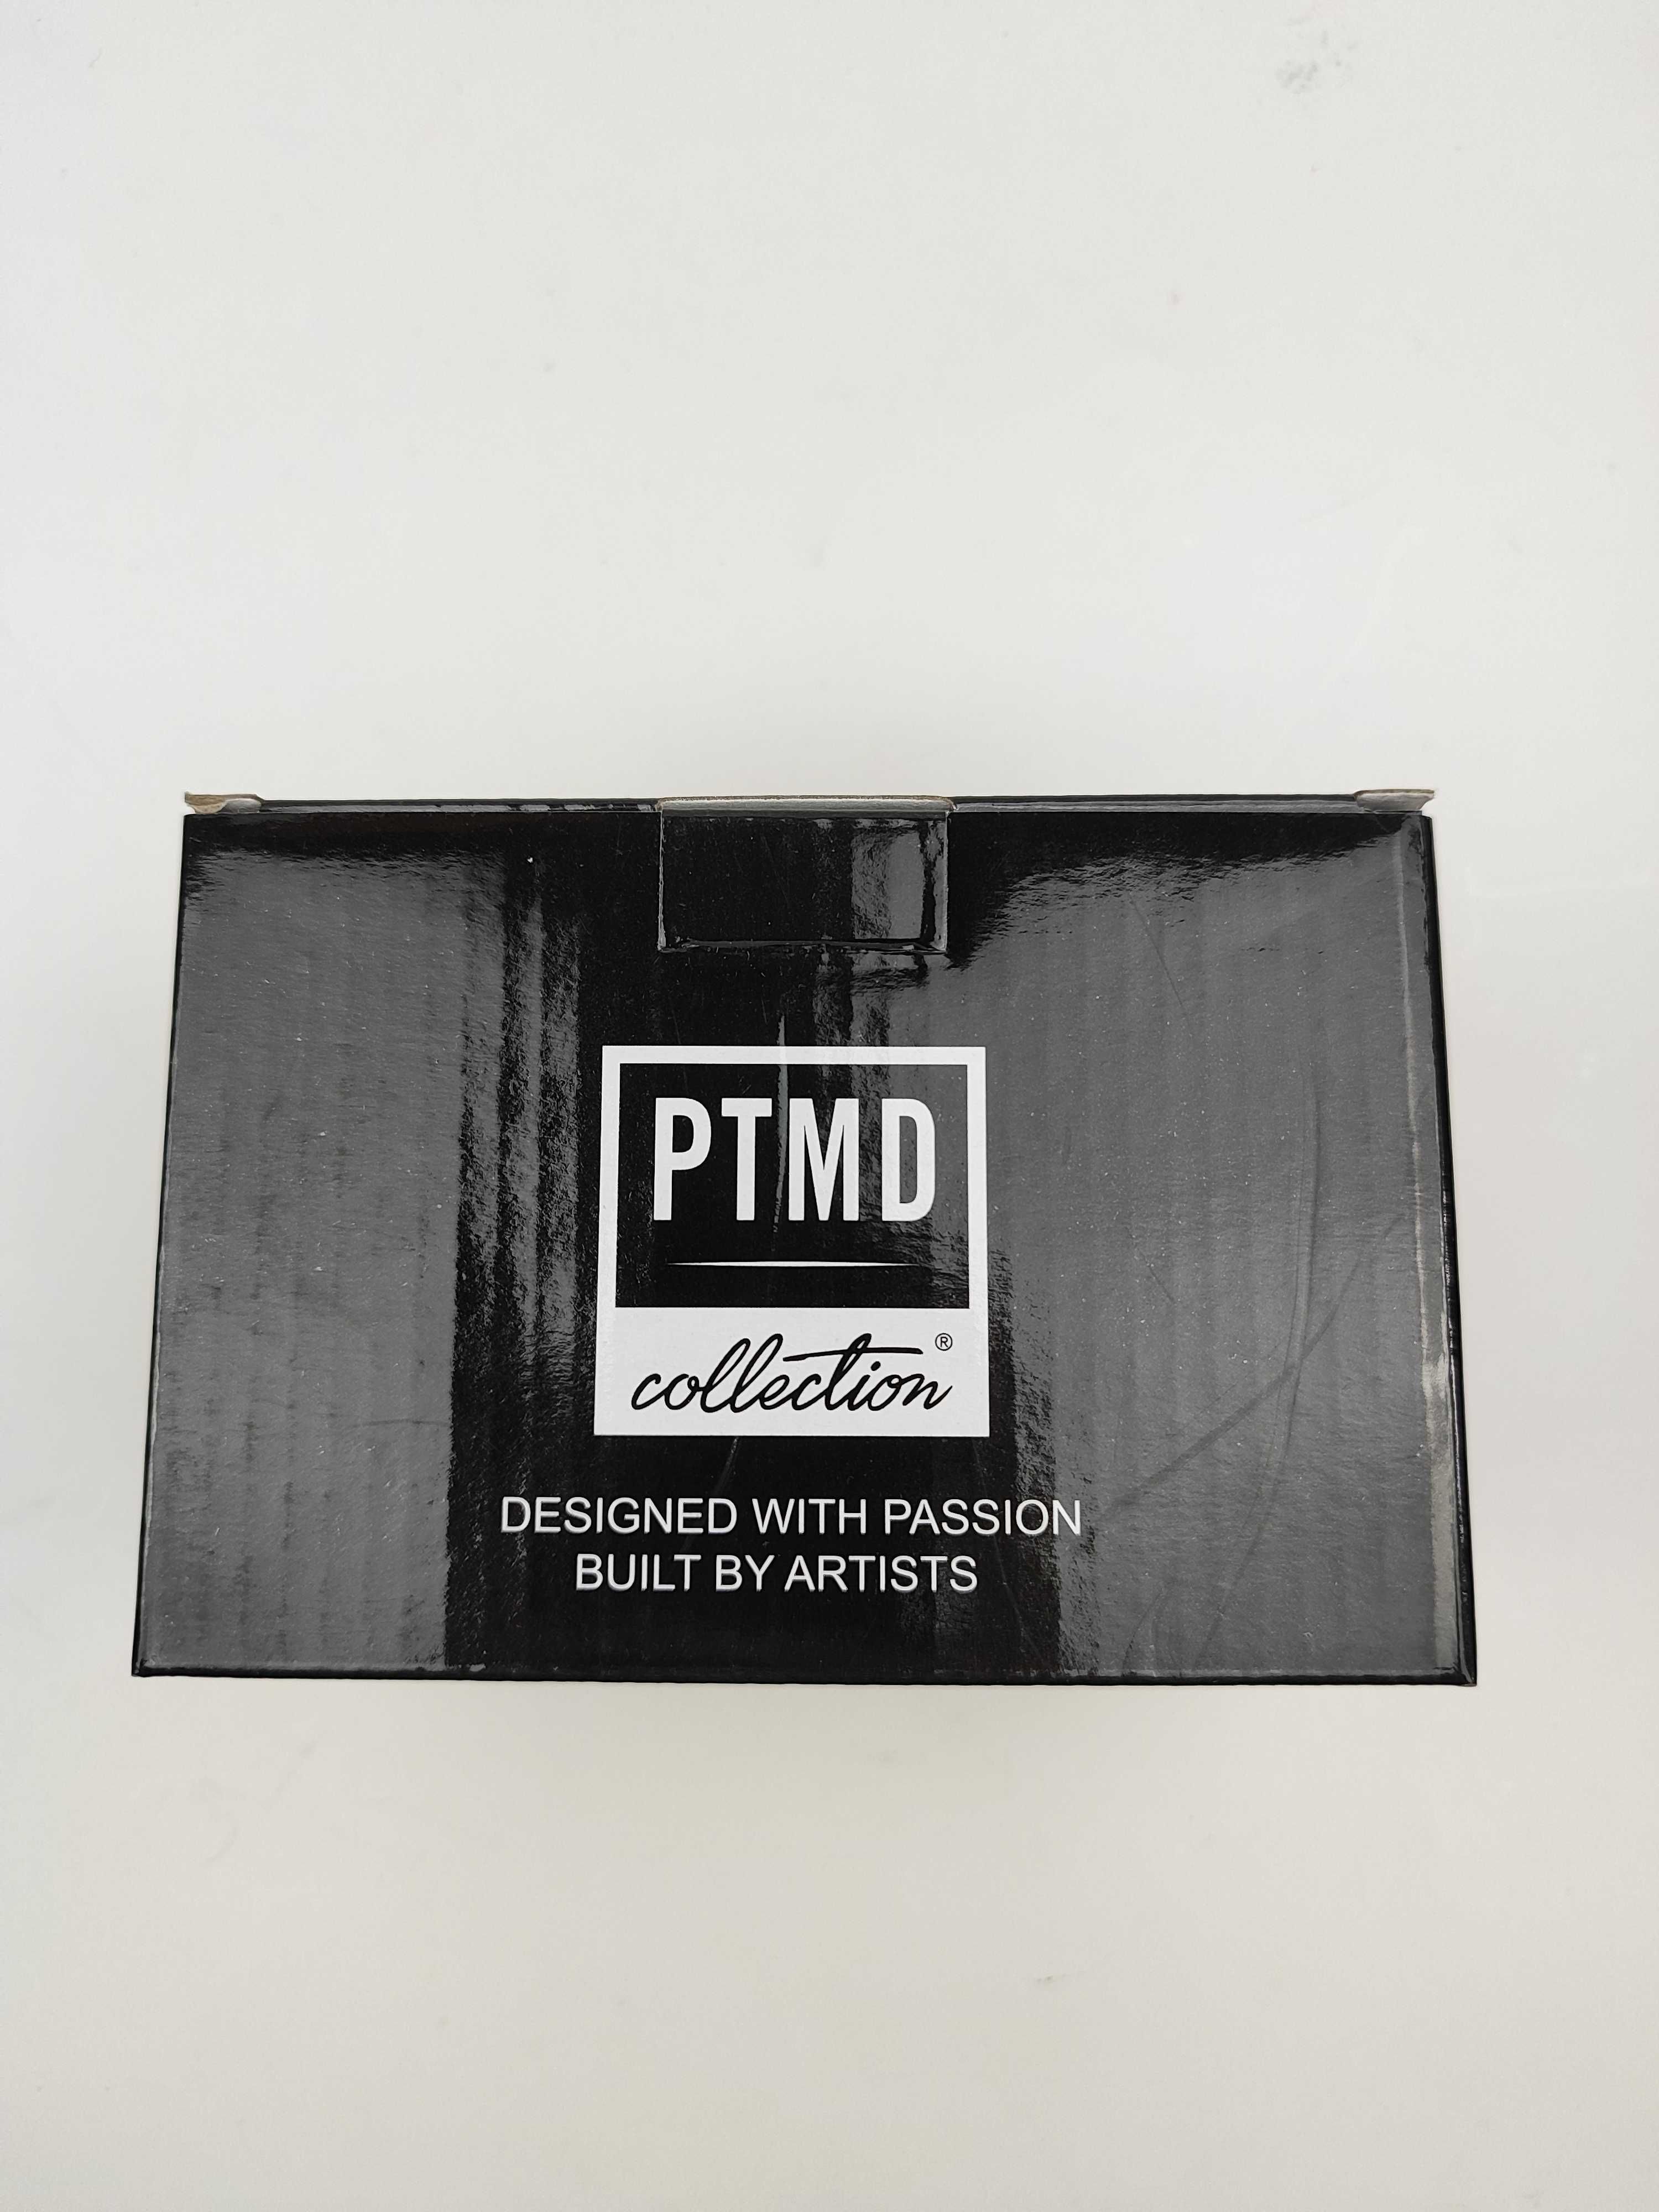 PTMD
collection®
DESIGNED WITH PASSION
BUILT BY ARTISTS